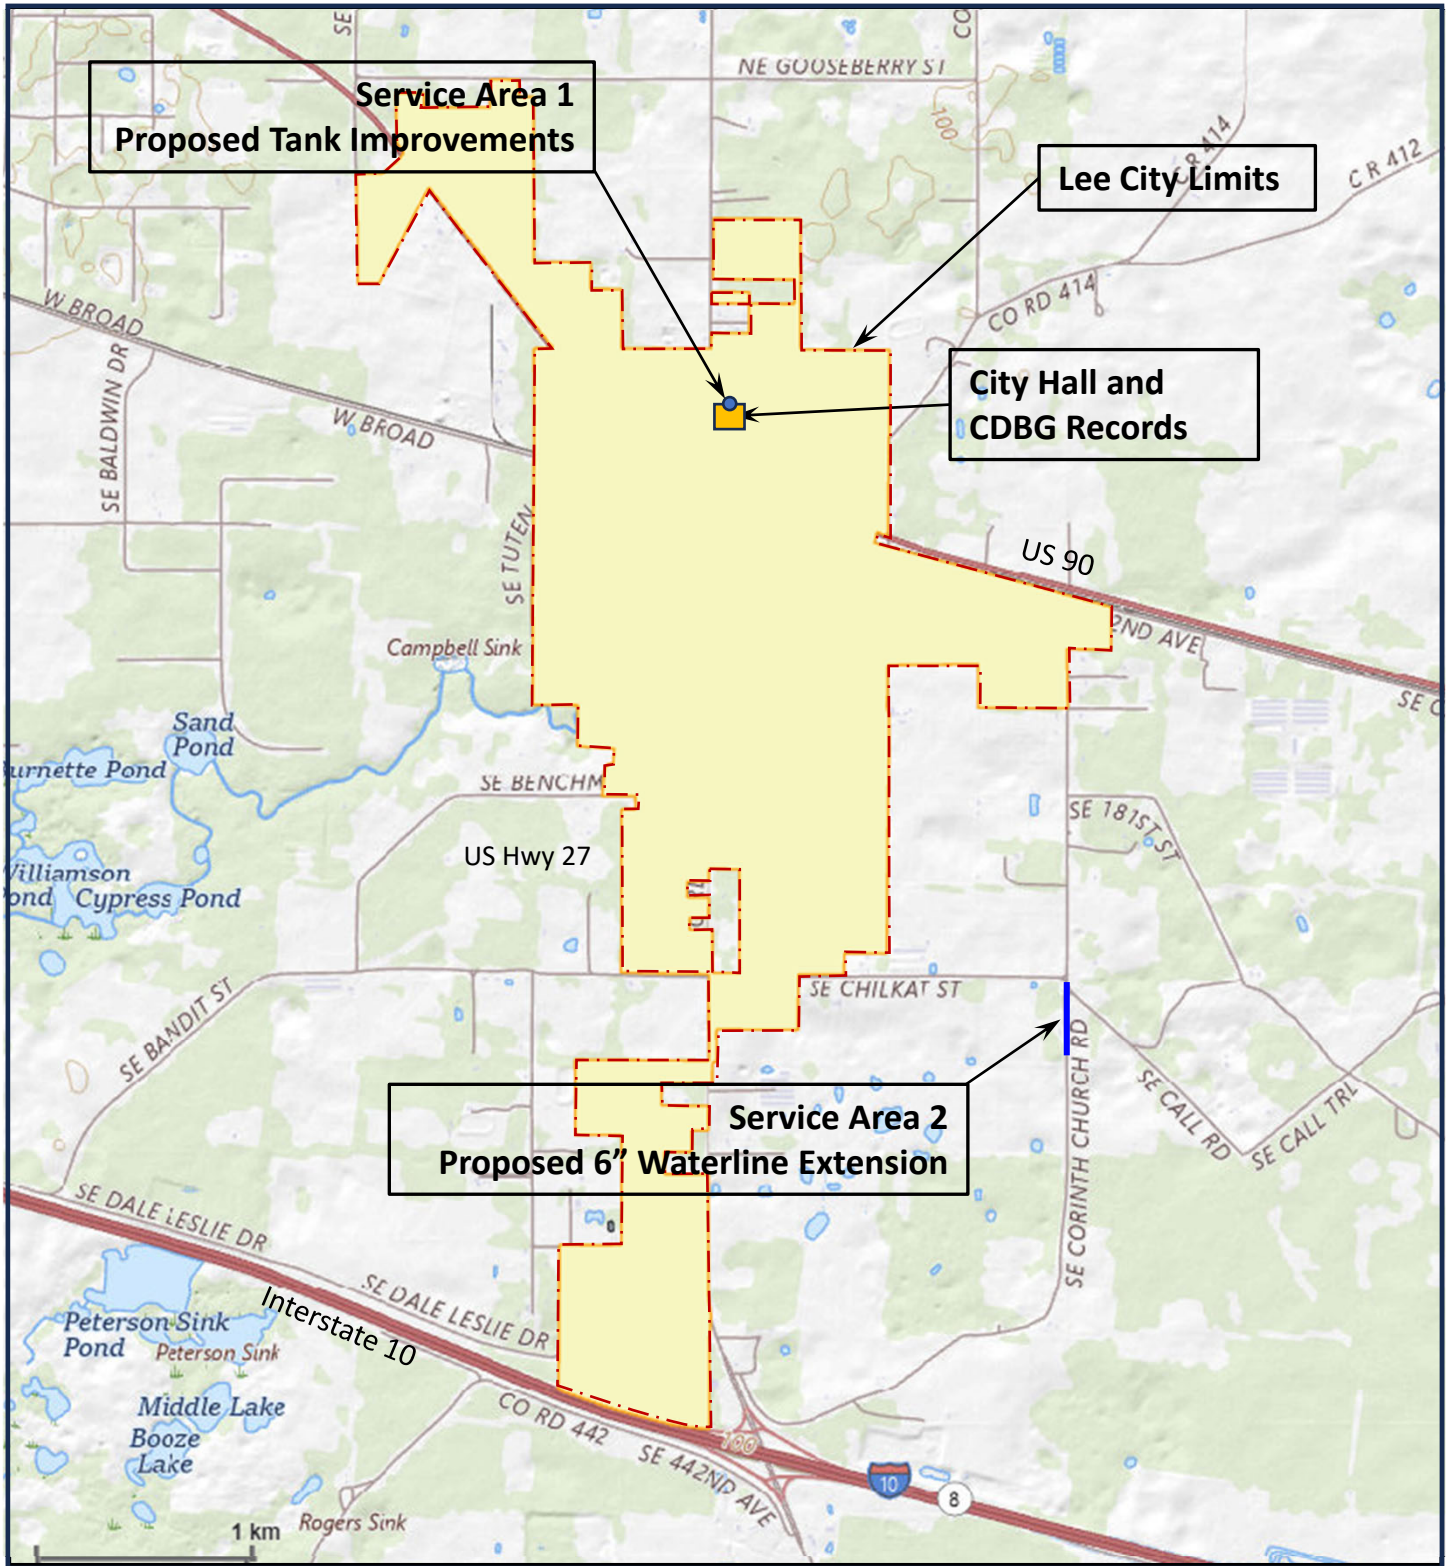 SE
CO
NE GOOSEBERRY ST
Service Area 1
Proposed Tank Improvements
100
CR 414
C R 412
Lee City Limits
CO RD 414
W BROAD
SE BALDWIN DR
W BROAD
City Hall and
CDBG Records
SE TUTEN
US 90
2ND AVE
SE C
Campbell Sink
Sand
Pond
urnette Pond
SE BENCHM
SE 181ST ST
US Hwy 27
Williamson
ond
Cypress Pond
SE BANDIT ST
SE CHILKAT ST
SE CORINTH CHURCH RD
SE CALL RD
SE CALL TRL
Service Area 2
Proposed 6” Waterline Extension
SE DALE LESLIE DR
SE DALE LESLIE DR
Interstate 10
Peterson Sink
Pond
Peterson Sink
Middle Lake
Booze
Lake
CO RD 442
SE 442ND AVE
100
10
8
Rogers Sink
1 km